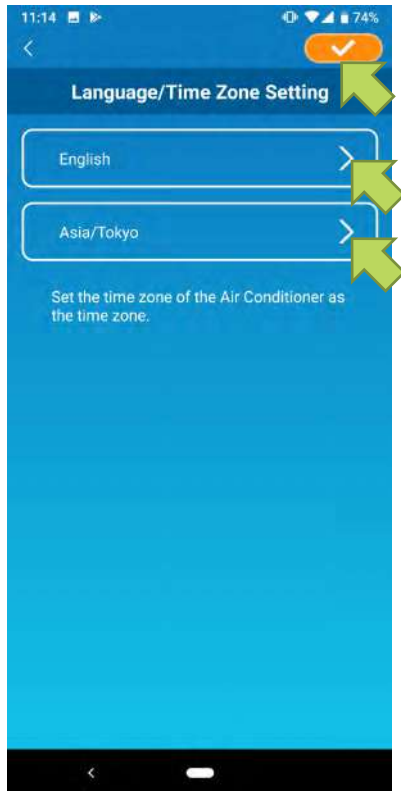 11:14 74%
Language/Time Zone Setting
English
Asia/Tokyo
Set the time zone of the Air Conditioner as
the time zone.